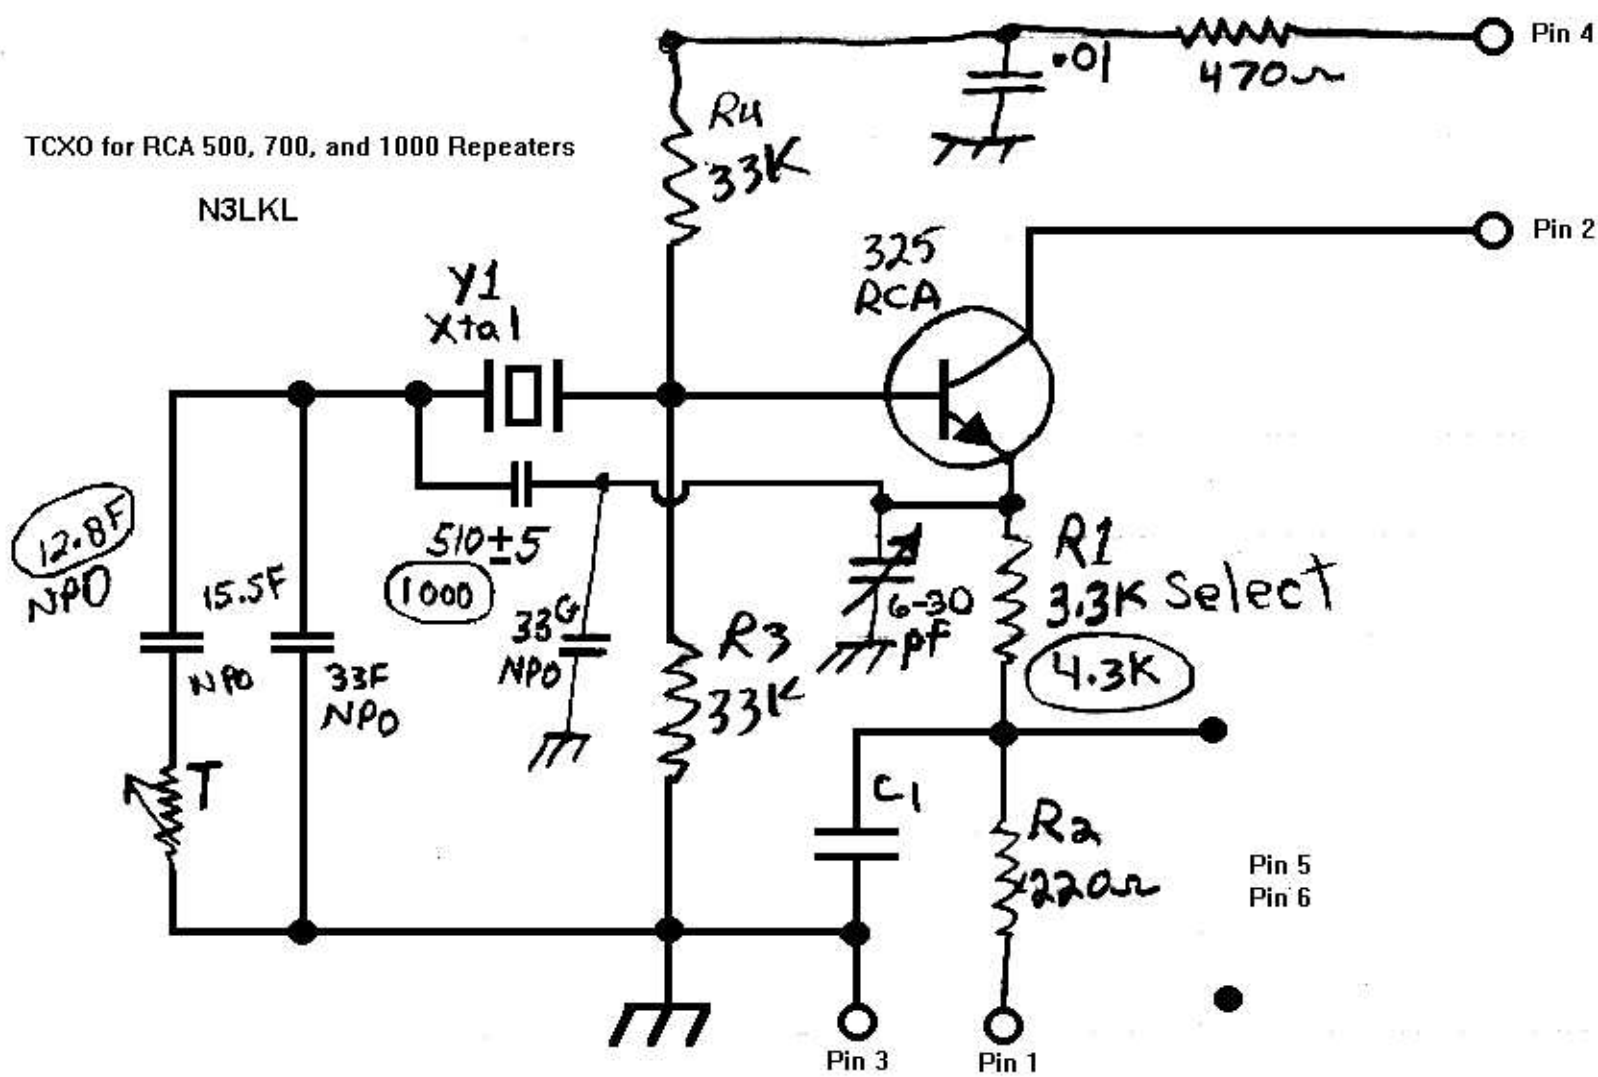 Pin 4
.01
470Ω
R4
33K
TCXO for RCA 500, 700, and 1000 Repeaters
N3LKL
Pin 2
325
RCA
Y1
Xtal
12.8F
NPO
15.5F
NPO
33F
NPO
510±5
1000
33G
NPO
6-30
pf
R1
3.3K Select
4.3K
R3
33K
T
C1
R2
220Ω
Pin 5
Pin 6
Pin 3
Pin 1